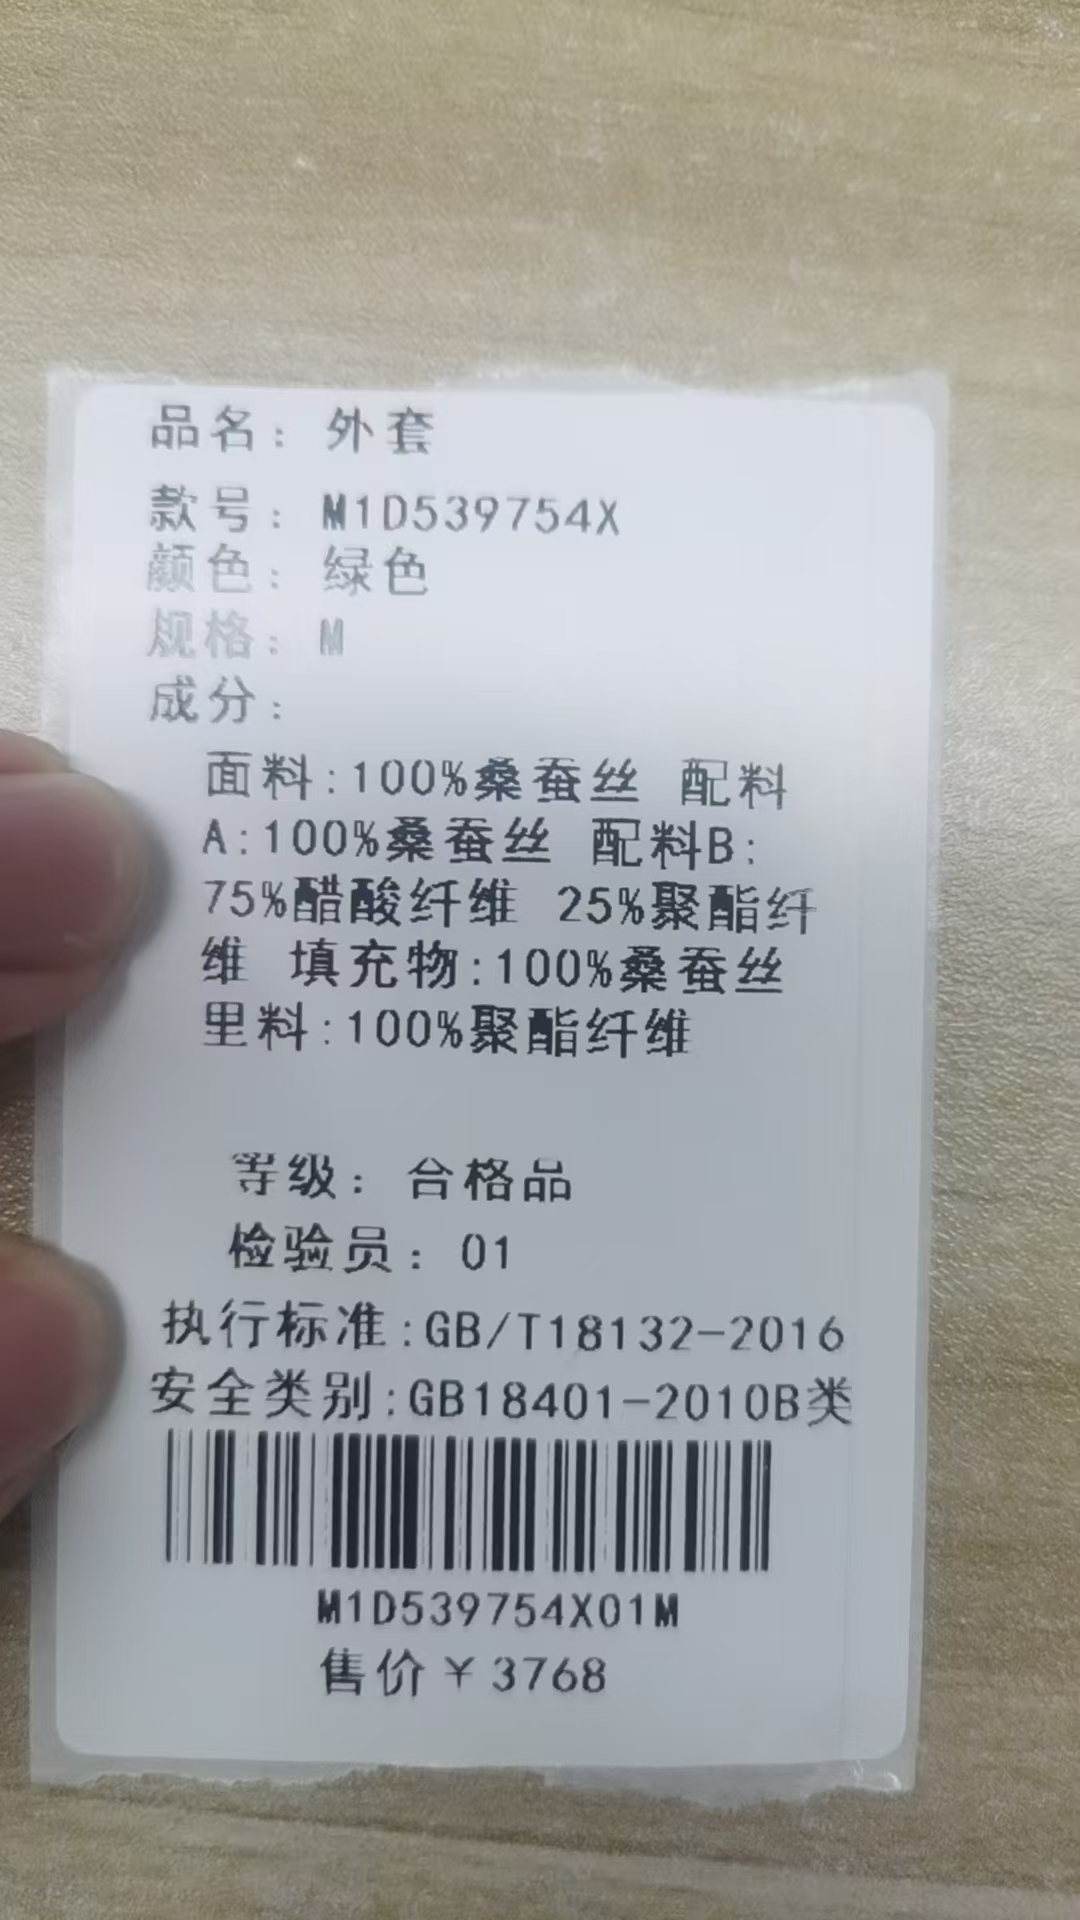 品名：外套
款号：M1D539754X
颜色：绿色
规格：M
成分：
面料:100%桑蚕丝 配料
A:100%桑蚕丝 配料B:
75%醋酸纤维 25%聚酯纤
维 填充物:100%桑蚕丝
里料:100%聚酯纤维
等级：合格品
检验员：01
执行标准:GB/T18132-2016
安全类别:GB18401-2010B类
M1D539754X01M
售价￥3768